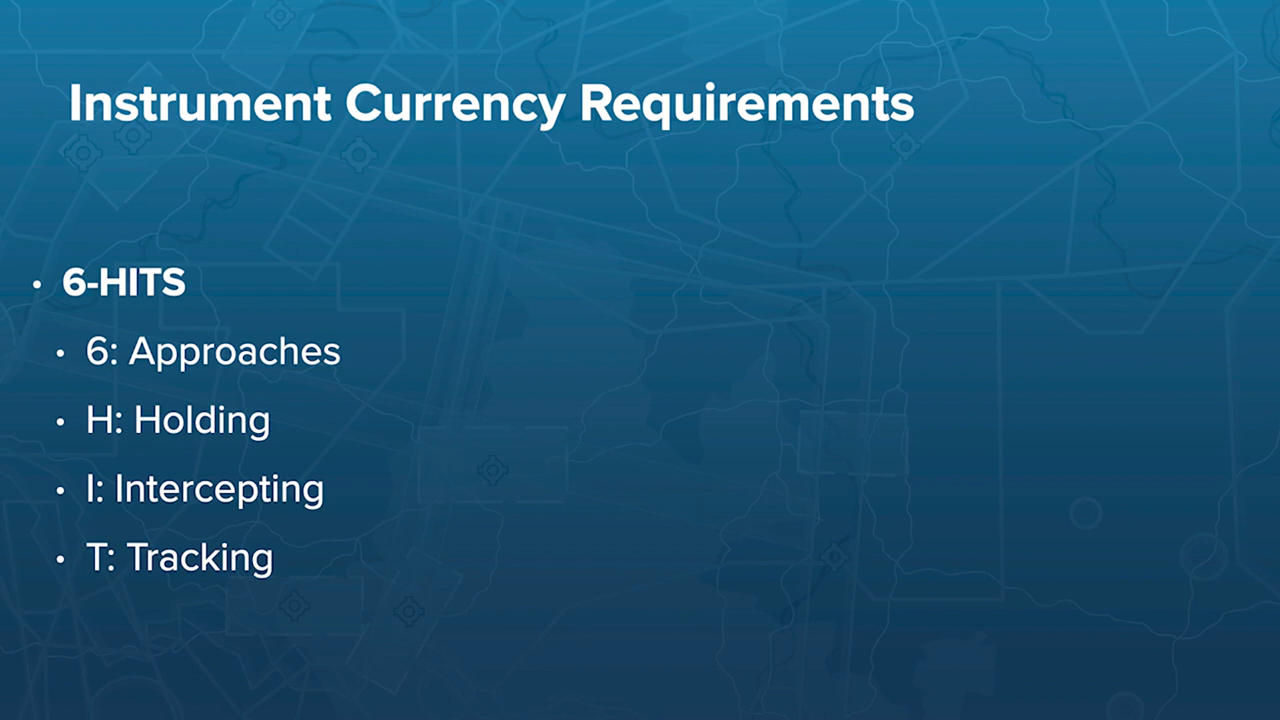 Instrument Currency Requirements
• 6-HITS
• 6: Approaches
• H: Holding
• I: Intercepting
• T: Tracking